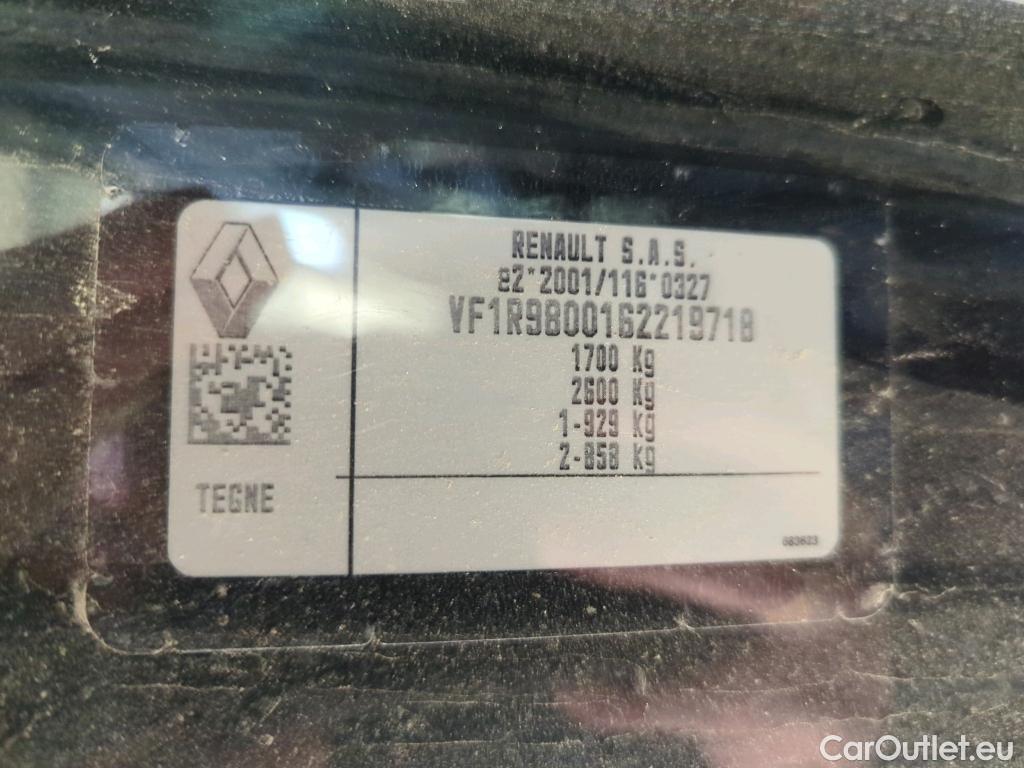 RENAULT S.A.S.
e2*2001/116*0327
VF1R9800162219718
1700 Kg
2600 Kg
1-929 Kg
2-858 Kg
TEGNE
683623
CarOutlet.eu